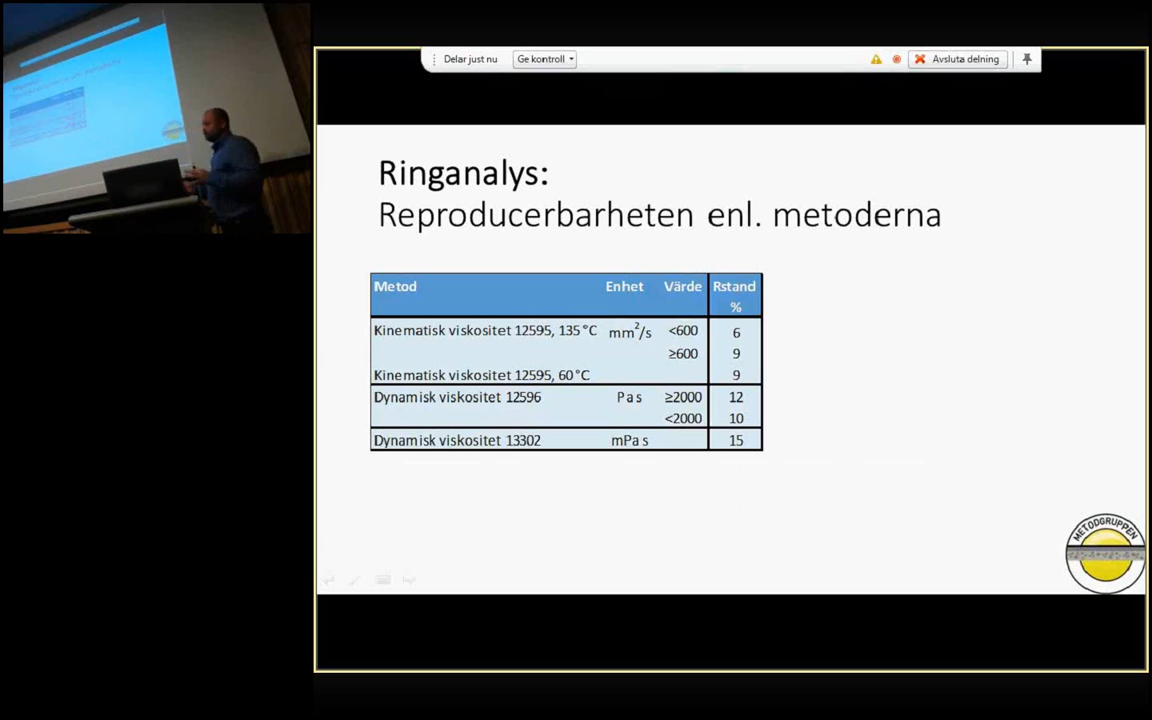 Delar just nu Ge kontroll Avsluta delning
Ringanalys:
Reproducerbarheten enl. metoderna
Metod Enhet Värde Rstand
%
Kinematisk viskositet 12595, 135°C mm²/s <600 6
≥600 9
Kinematisk viskositet 12595, 60°C 9
Dynamisk viskositet 12596 Pa s ≥2000 12
<2000 10
Dynamisk viskositet 13302 mPa s 15
METODGRUPPEN